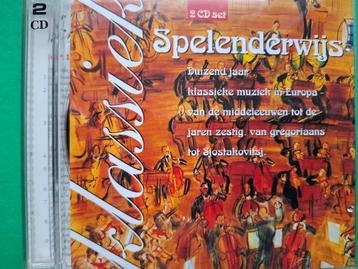 2
CD
2 CD set
klassiek
Spelenderwijs
Duizend jaar
klassieke muziek in Europa
van de middeleeuwen tot de
jaren zestig, van gregoriaans
tot Sjostakovitsj